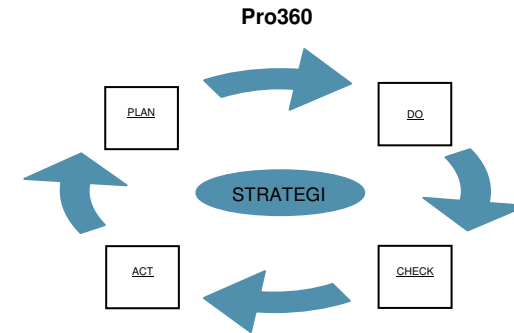 Pro360
PLAN
DO
STRATEGI
ACT
CHECK